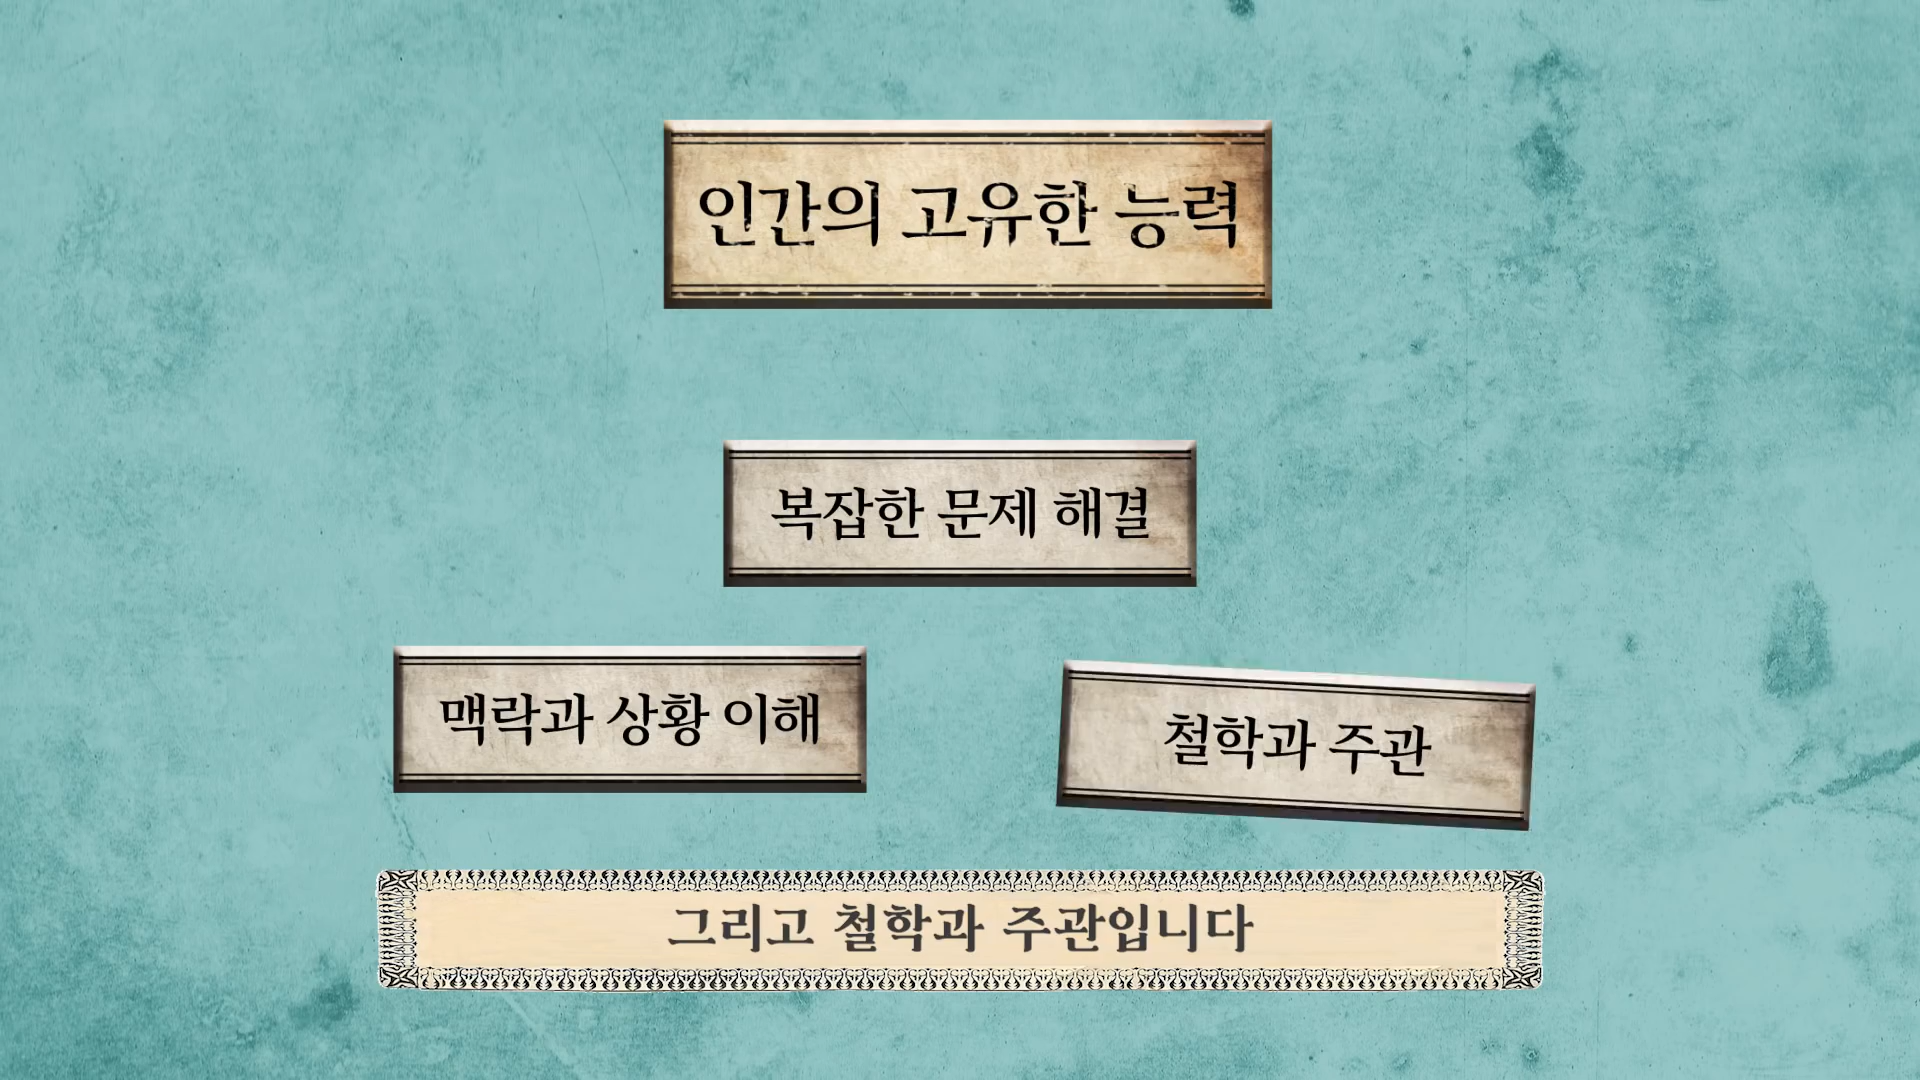 인간의 고유한 능력
복잡한 문제 해결
맥락과 상황 이해
철학과 주관
그리고 철학과 주관입니다